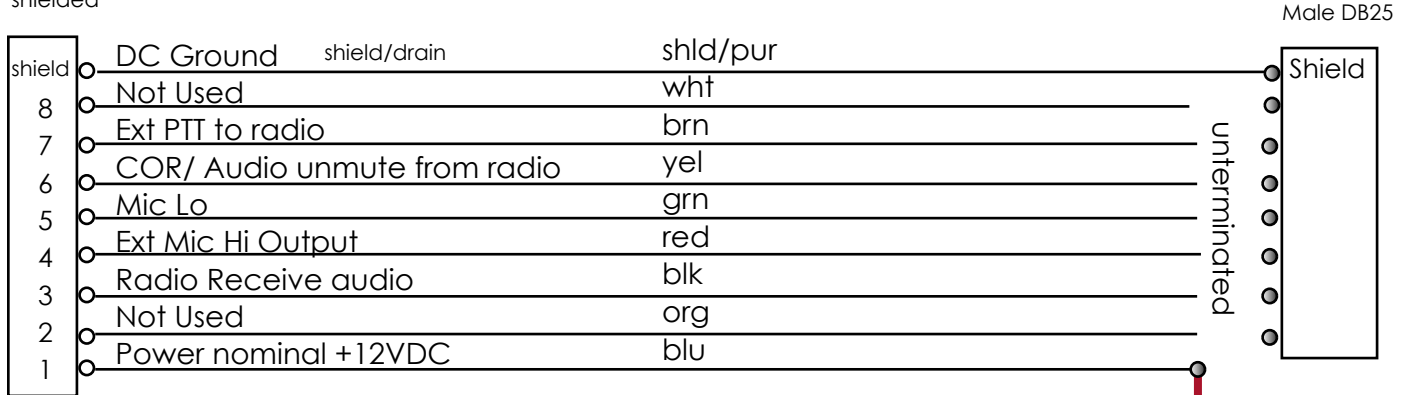 shielded
Male DB25
shield DC Ground shield/drain shld/pur Shield
8 Not Used wht
7 Ext PTT to radio brn
6 COR/ Audio unmute from radio yel
5 Mic Lo grn
4 Ext Mic Hi Output red
3 Radio Receive audio blk
2 Not Used org
1 Power nominal +12VDC blu
unterminated